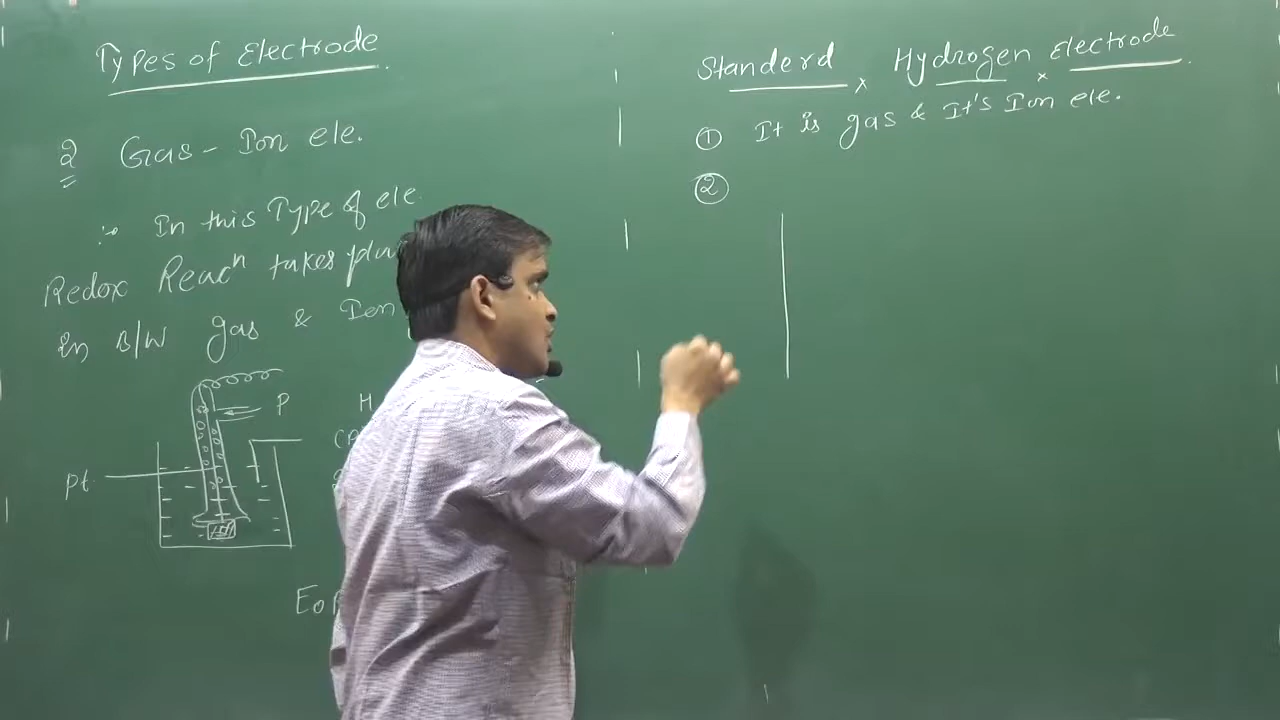 Types of Electrode
2 Gas - Ion ele.
In this Type of ele
Redox Reacⁿ takes pla
In B/W gas & Ion
P
H
Pt
Standerd Hydrogen Electrode
① It is gas & It's Ion ele.
②